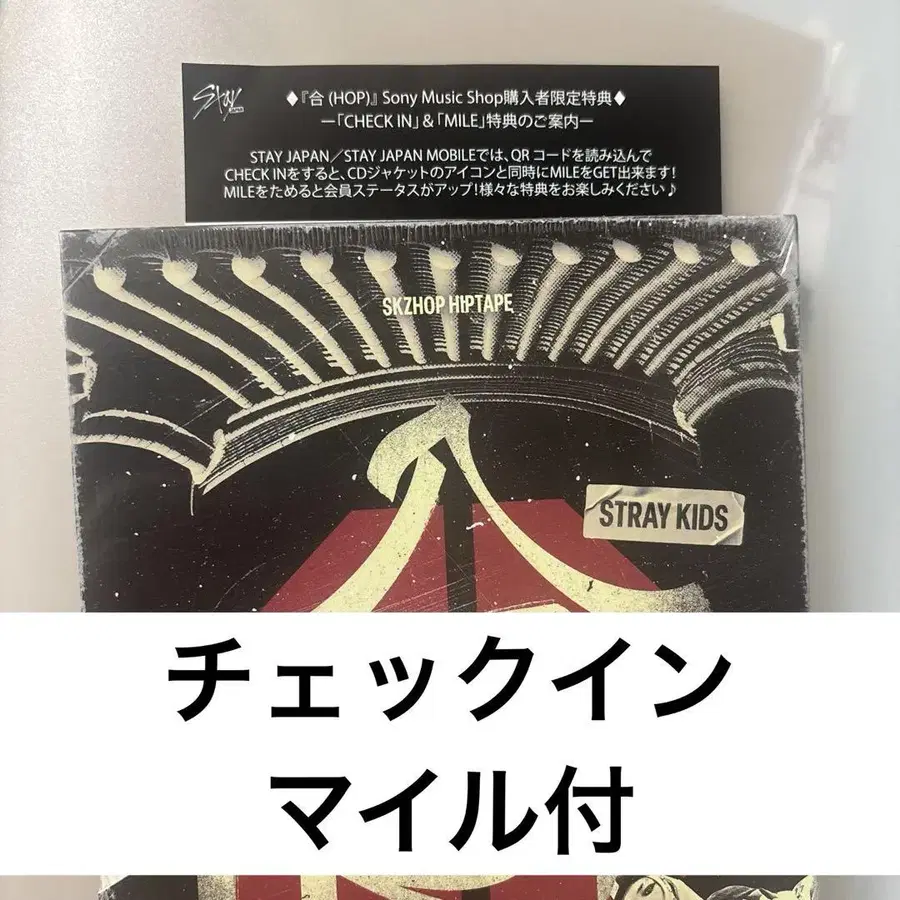 Stay
JAPAN
♦『合 (HOP)』 Sony Music Shop購入者限定特典♦
ー「CHECK IN」&「MILE」特典のご案内ー
STAY JAPAN／STAY JAPAN MOBILEでは、QRコードを読み込んで
CHECK INをすると、CDジャケットのアイコンと同時にMILEをGET出来ます!
MILEをためると会員ステータスがアップ!様々な特典をお楽しみください♪
SKZHOP HIPTAPE
STRAY KIDS
チェックイン
マイル付